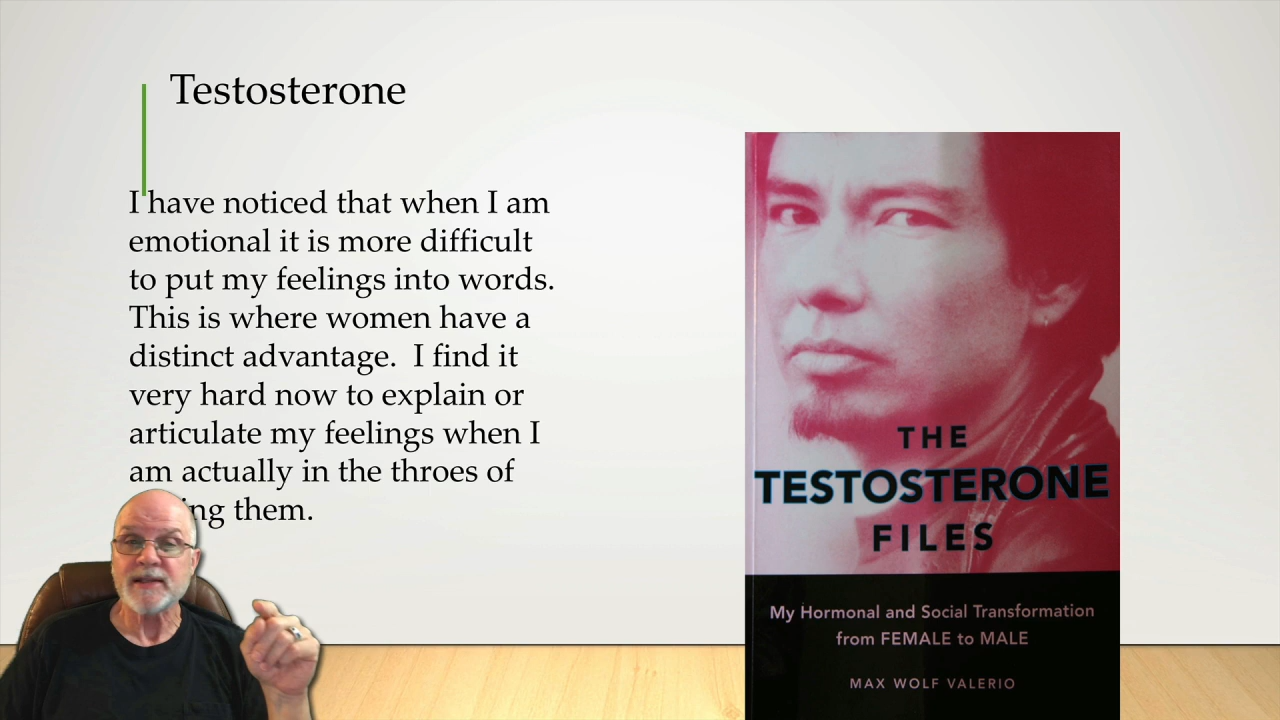 Testosterone
I have noticed that when I am
emotional it is more difficult
to put my feelings into words.
This is where women have a
distinct advantage.  I find it
very hard now to explain or
articulate my feelings when I
am actually in the throes of
them.
THE
TESTOSTERONE
FILES
My Hormonal and Social Transformation
from FEMALE to MALE
MAX WOLF VALERIO